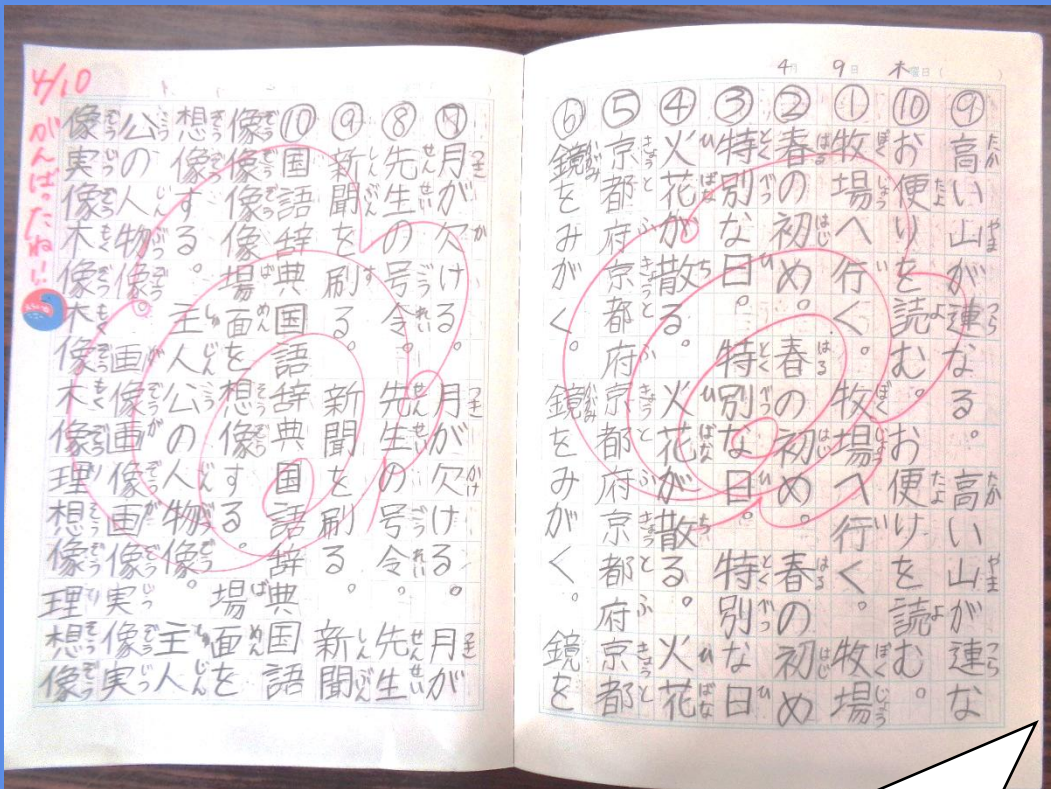 4月 9日 木曜日( )
⑨高い山が連なる。高い山が連な
⑩お便りを読む。お便りを読む。
①牧場へ行く。牧場へ行く。牧場
②春の初め。春の初め。春の初め
③特別な日。特別な日。特別な日
④火花が散る。火花が散る。火花
⑤京都府京都府京都府京都府京都
⑥鏡をみがく。鏡をみがく。鏡を
⑦月が欠ける。月が欠ける。月が
⑧先生の号令。先生の号令。先生
⑨新聞を刷る。新聞を刷る。新聞
⑩国語辞典国語辞典国語辞典国語
像像像場面を想像する。場面を
想像する。主人公の人物像。主人
公の人物像。画像画像画像実像実
像実像木像木像木像理想像理想像
4/10 がんばったね!!